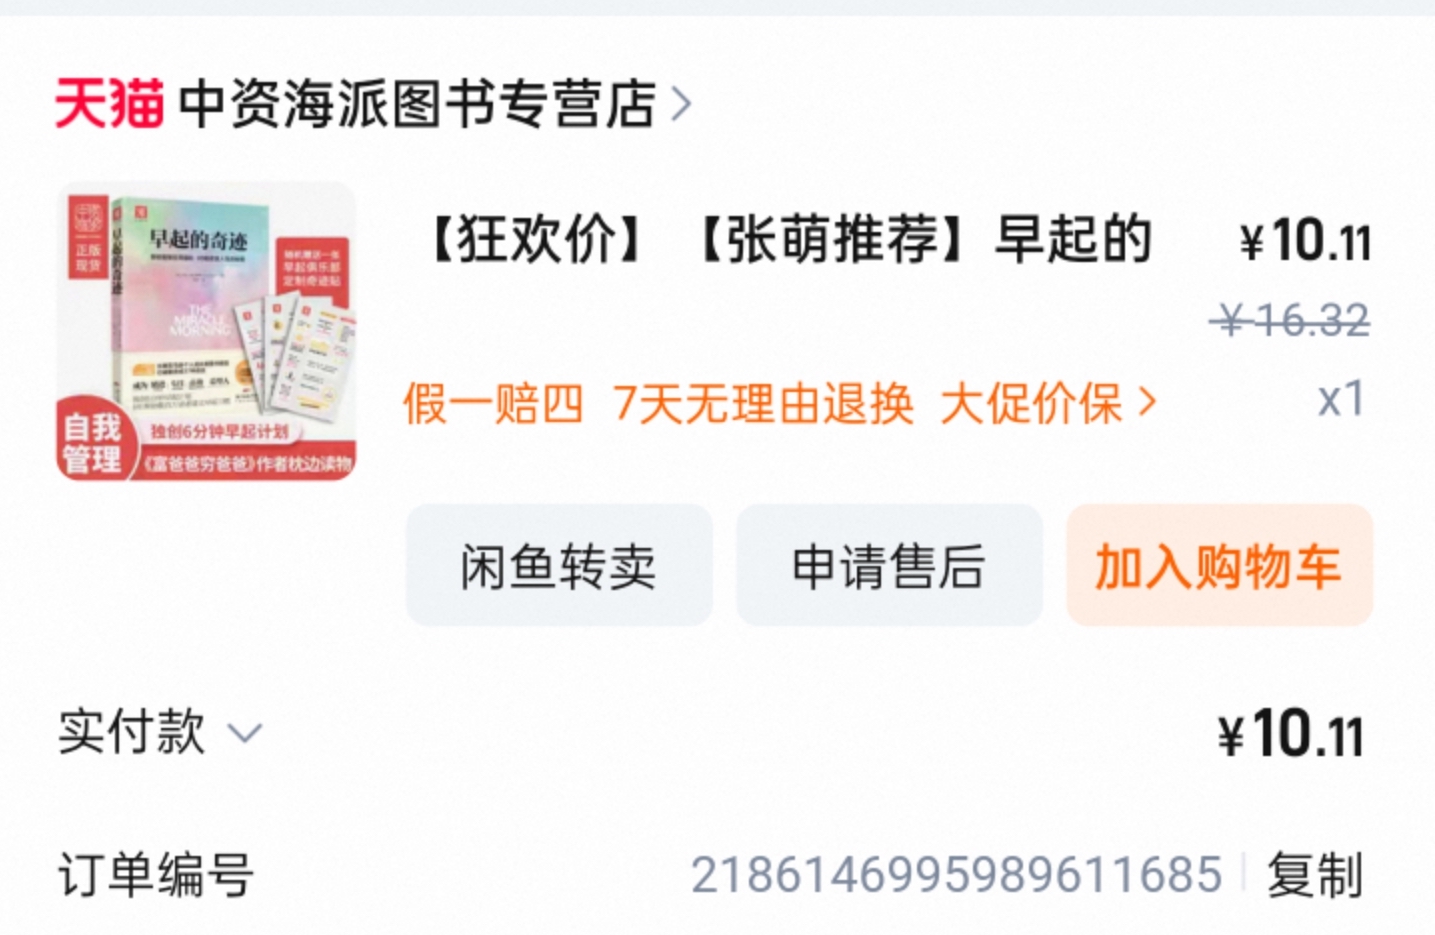 天猫 中资海派图书专营店
正版
现货
早起的奇迹
早起的奇迹
THE
MIRACLE
MORNING
随机赠送一张
早起俱乐部
定制奇迹贴
自我
管理
独创6分钟早起计划
《富爸爸穷爸爸》作者枕边读物
【狂欢价】【张萌推荐】早起的 ¥10.11
¥16.32
假一赔四 7天无理由退换 大促价保 x1
闲鱼转卖 申请售后 加入购物车
实付款 ¥10.11
订单编号 2186146995989611685 复制